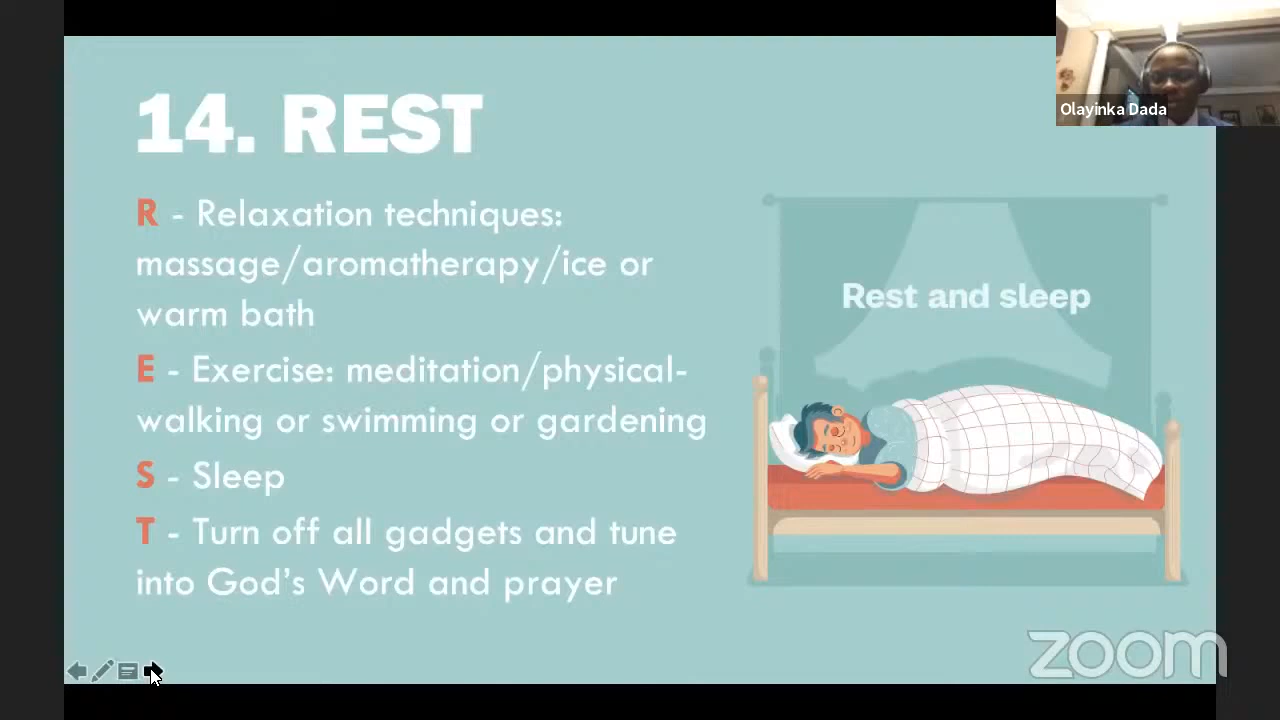 14. REST
R - Relaxation techniques:
massage/aromatherapy/ice or
warm bath
E - Exercise: meditation/physical-
walking or swimming or gardening
S - Sleep
T - Turn off all gadgets and tune
into God's Word and prayer
Rest and sleep
Olayinka Dada
zoom